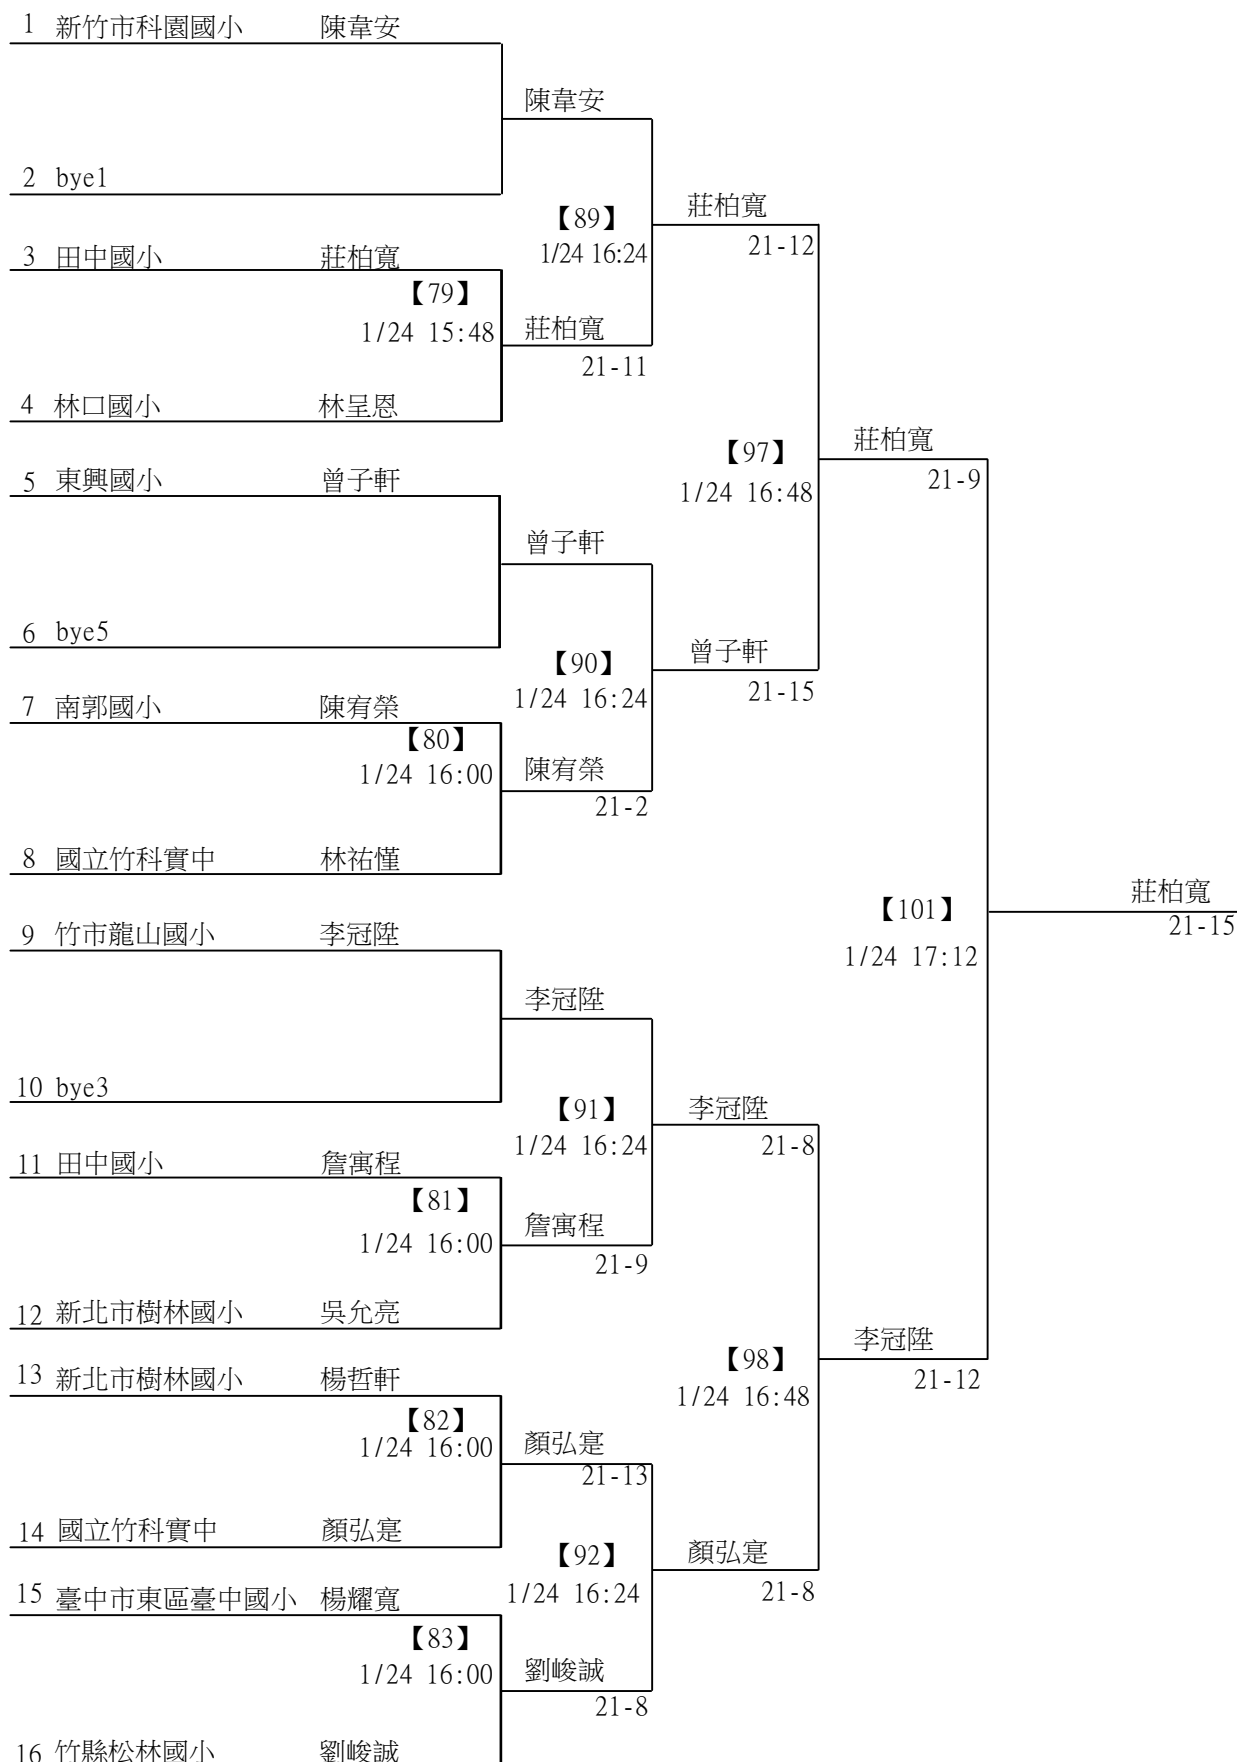 1 新竹市科園國小 陳韋安
陳韋安
2 bye1
【89】
1/24 16:24
莊柏寬
21-12
3 田中國小 莊柏寬
【79】
1/24 15:48
莊柏寬
21-11
4 林口國小 林呈恩
【97】
1/24 16:48
莊柏寬
21-9
5 東興國小 曾子軒
曾子軒
6 bye5
【90】
1/24 16:24
曾子軒
21-15
7 南郭國小 陳宥榮
【80】
1/24 16:00
陳宥榮
21-2
8 國立竹科實中 林祐慬
【101】
1/24 17:12
莊柏寬
21-15
9 竹市龍山國小 李冠陞
李冠陞
10 bye3
【91】
1/24 16:24
李冠陞
21-8
11 田中國小 詹寓程
【81】
1/24 16:00
詹寓程
21-9
12 新北市樹林國小 吳允亮
【98】
1/24 16:48
李冠陞
21-12
13 新北市樹林國小 楊哲軒
【82】
1/24 16:00
顏弘寔
21-13
14 國立竹科實中 顏弘寔
【92】
1/24 16:24
顏弘寔
21-8
15 臺中市東區臺中國小 楊耀寬
【83】
1/24 16:00
劉峻誠
21-8
16 竹縣松林國小 劉峻誠